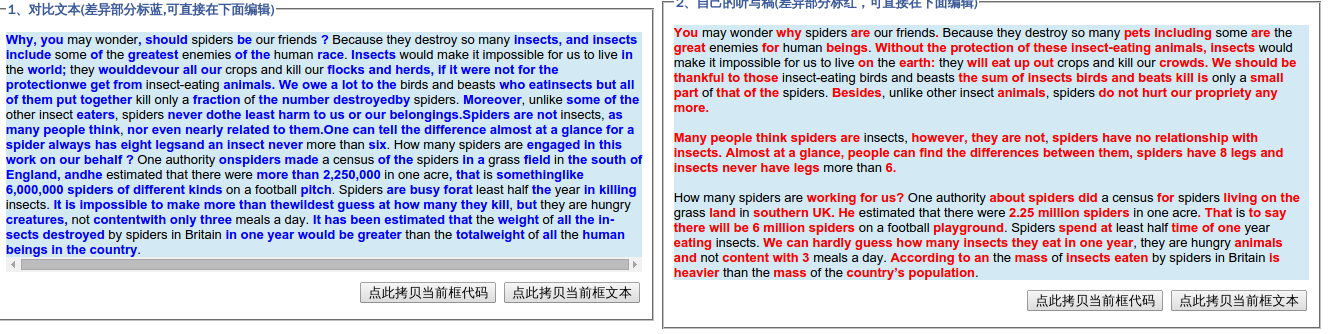 1、对比文本(差异部分标蓝,可直接在下面编辑)
Why, you may wonder, should spiders be our friends ? Because they destroy so many insects, and insects
include some of the greatest enemies of the human race. Insects would make it impossible for us to live in
the world; they woulddevour all our crops and kill our flocks and herds, if it were not for the
protectionwe get from insect-eating animals. We owe a lot to the birds and beasts who eatinsects but all
of them put together kill only a fraction of the number destroyedby spiders. Moreover, unlike some of the
other insect eaters, spiders never dothe least harm to us or our belongings.Spiders are not insects, as
many people think, nor even nearly related to them.One can tell the difference almost at a glance for a
spider always has eight legsand an insect never more than six. How many spiders are engaged in this
work on our behalf ? One authority onspiders made a census of the spiders in a grass field in the south of
England, andhe estimated that there were more than 2,250,000 in one acre, that is somethinglike
6,000,000 spiders of different kinds on a football pitch. Spiders are busy forat least half the year in killing
insects. It is impossible to make more than thewildest guess at how many they kill, but they are hungry
creatures, not contentwith only three meals a day. It has been estimated that the weight of all the in-
sects destroyed by spiders in Britain in one year would be greater than the totalweight of all the human
beings in the country.
点此拷贝当前框代码 点此拷贝当前框文本
2、自己的听写稿(差异部分标红，可直接在下面编辑)
You may wonder why spiders are our friends. Because they destroy so many pets including some are the
great enemies for human beings. Without the protection of these insect-eating animals, insects would
make it impossible for us to live on the earth: they will eat up out crops and kill our crowds. We should be
thankful to those insect-eating birds and beasts the sum of insects birds and beats kill is only a small
part of that of the spiders. Besides, unlike other insect animals, spiders do not hurt our propriety any
more.
Many people think spiders are insects, however, they are not, spiders have no relationship with
insects. Almost at a glance, people can find the differences between them, spiders have 8 legs and
insects never have legs more than 6.
How many spiders are working for us? One authority about spiders did a census for spiders living on the
grass land in southern UK. He estimated that there were 2.25 million spiders in one acre. That is to say
there will be 6 million spiders on a football playground. Spiders spend at least half time of one year
eating insects. We can hardly guess how many insects they eat in one year, they are hungry animals
and not content with 3 meals a day. According to an the mass of insects eaten by spiders in Britain is
heavier than the mass of the country's population.
点此拷贝当前框代码 点此拷贝当前框文本